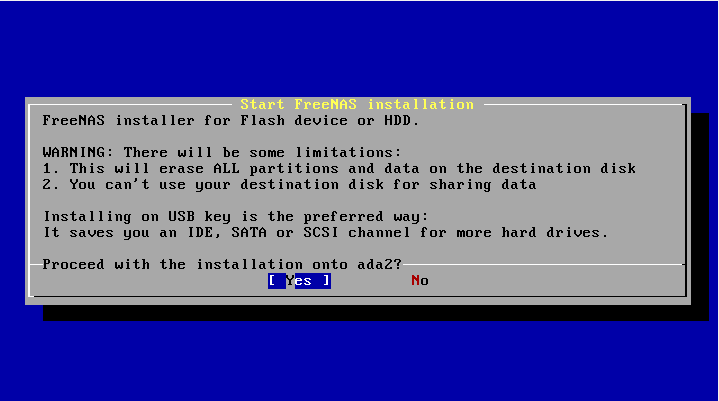 Start FreeNAS installation
FreeNAS installer for Flash device or HDD.
WARNING: There will be some limitations:
1. This will erase ALL partitions and data on the destination disk
2. You can't use your destination disk for sharing data
Installing on USB key is the preferred way:
It saves you an IDE, SATA or SCSI channel for more hard drives.
Proceed with the installation onto ada2?
[ Yes ] No